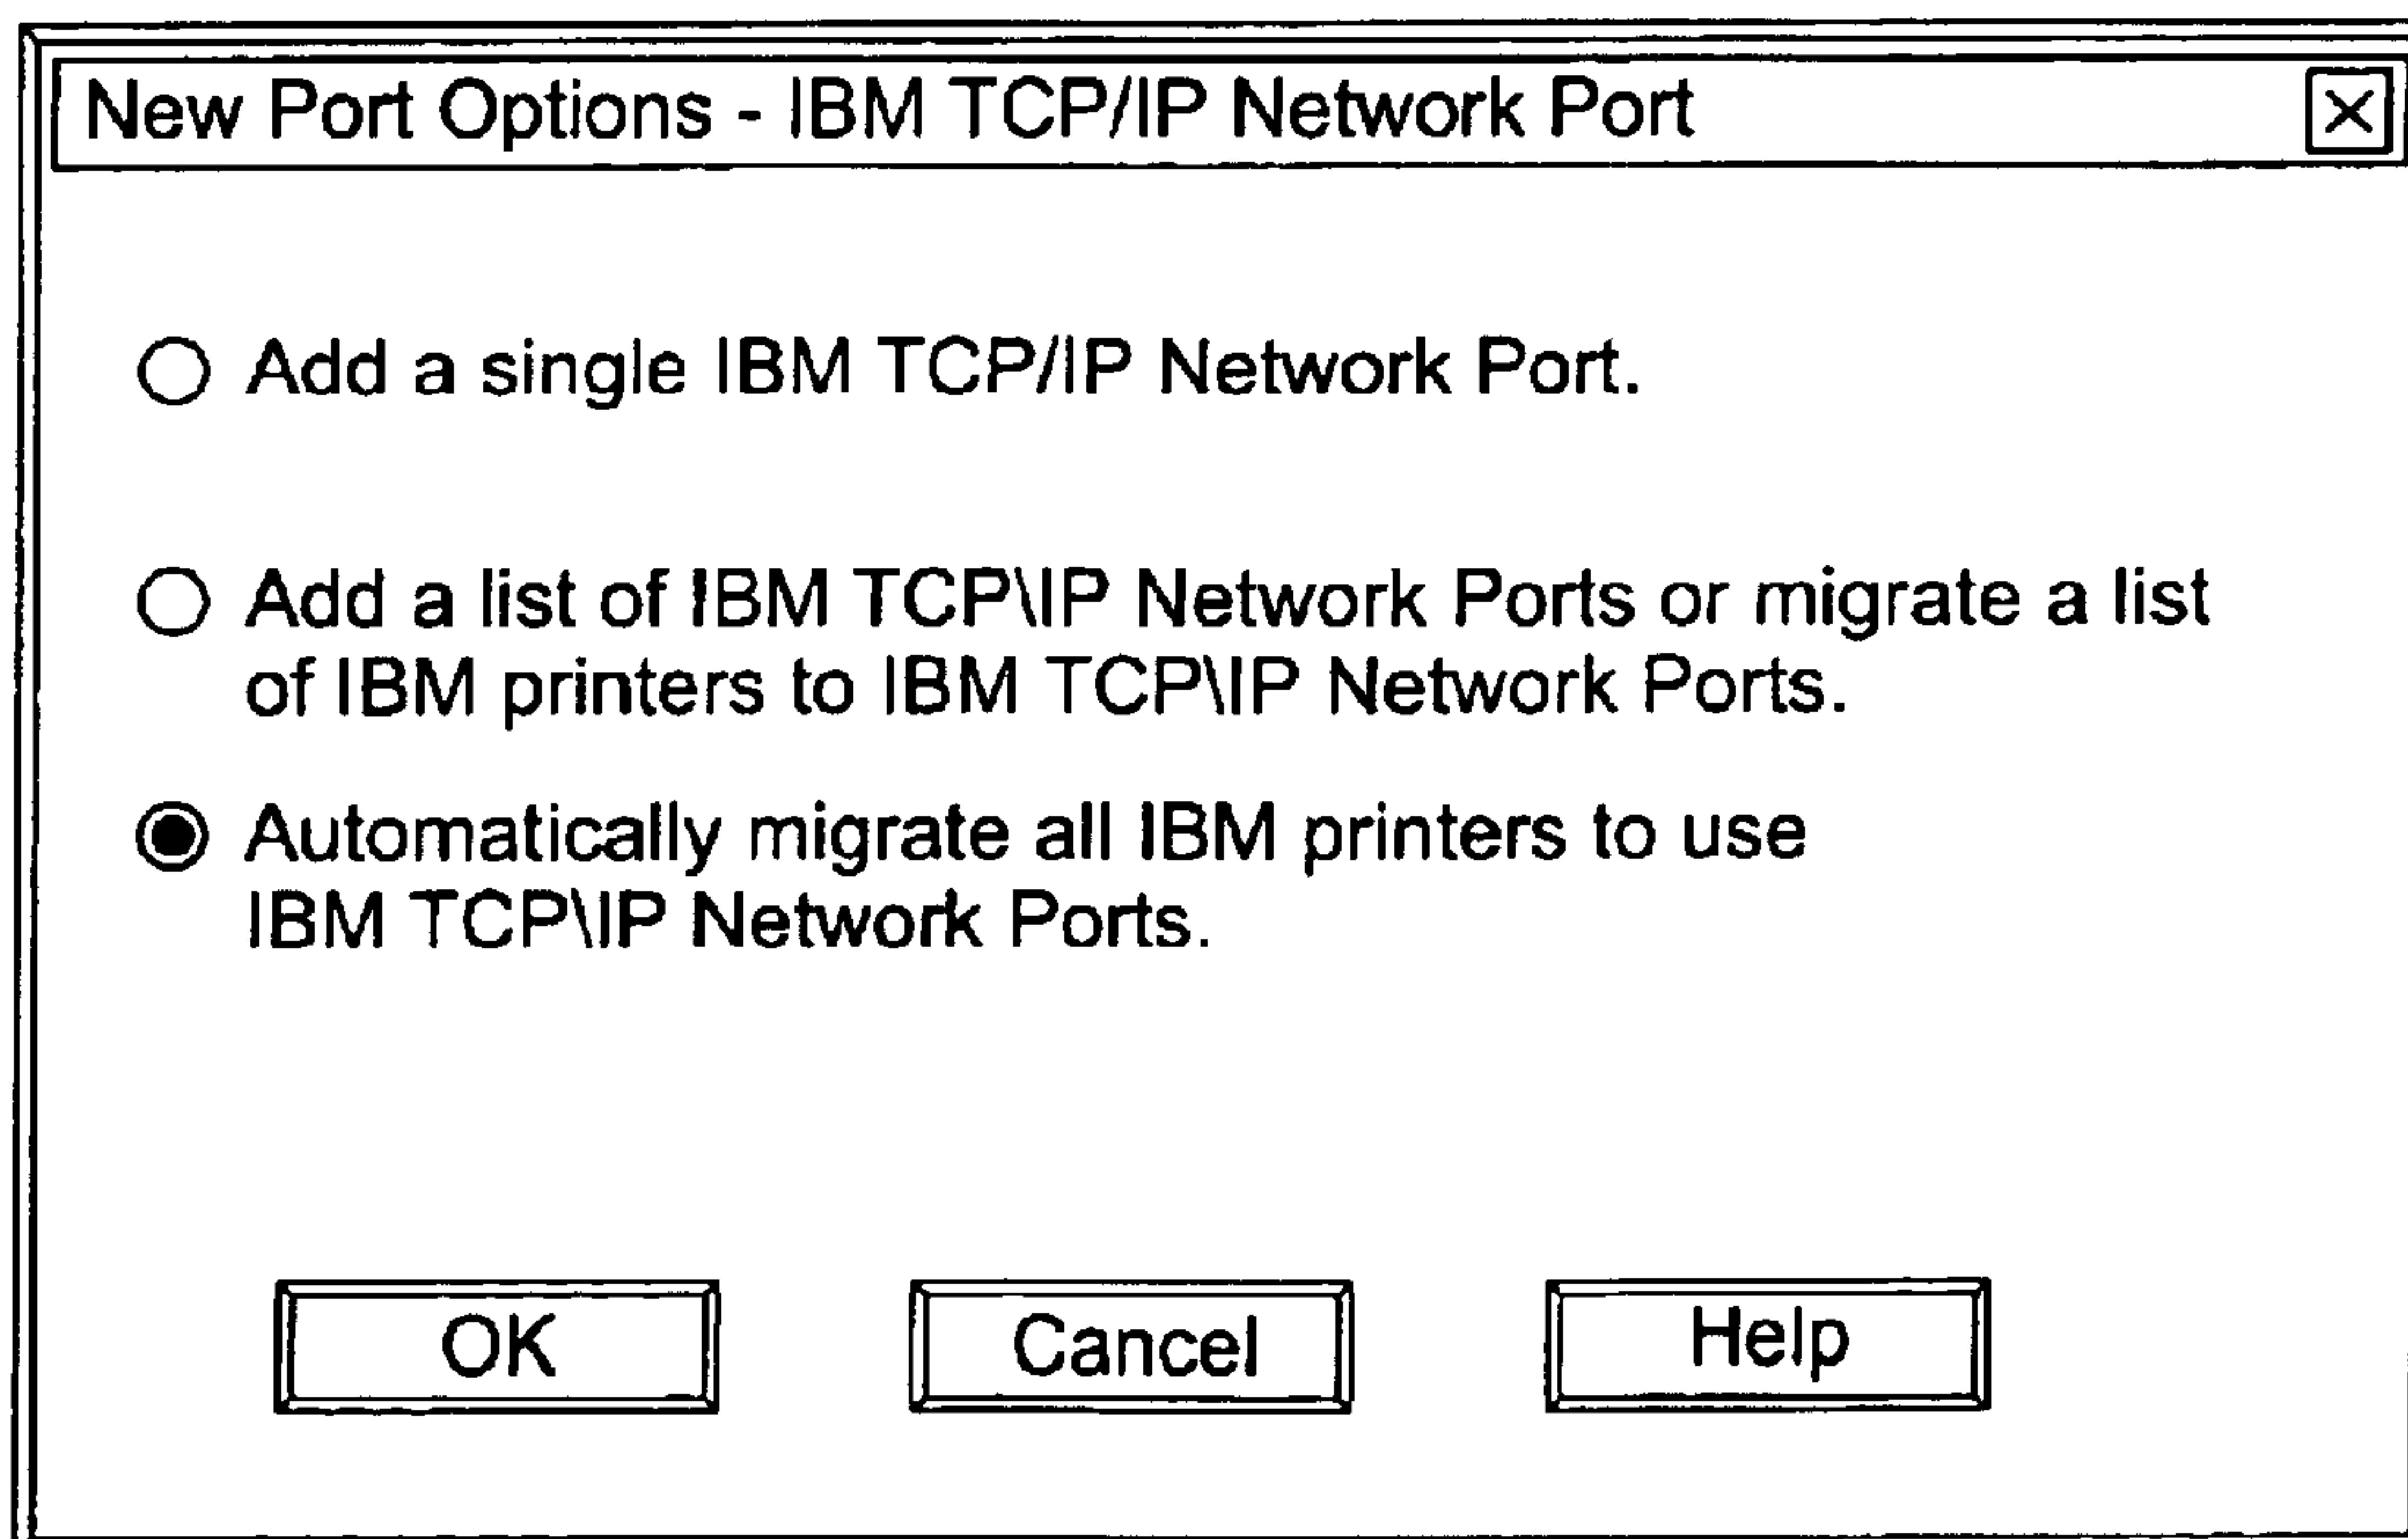 New Port Options - IBM TCP/IP Network Port
Add a single IBM TCP/IP Network Port.
Add a list of IBM TCP\IP Network Ports or migrate a list
of IBM printers to IBM TCP\IP Network Ports.
Automatically migrate all IBM printers to use
IBM TCP\IP Network Ports.
OK
Cancel
Help